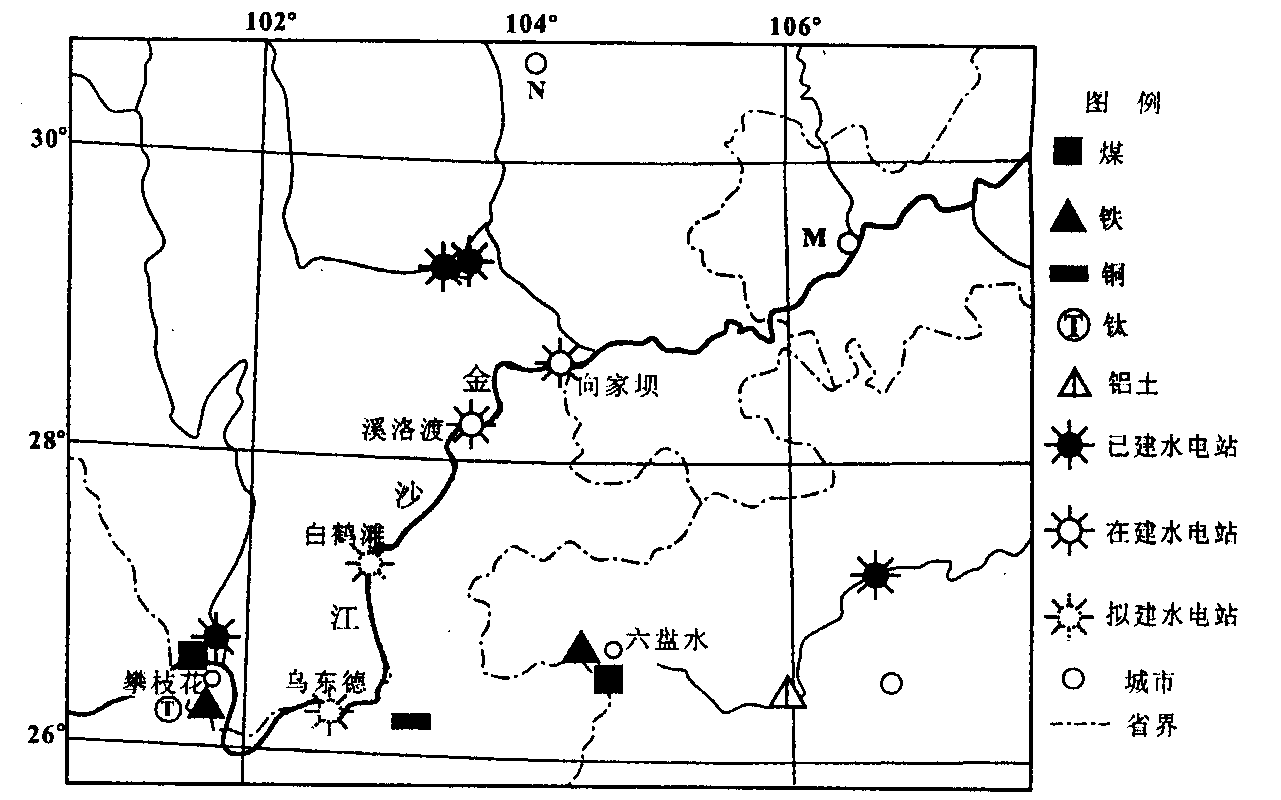 102°
104°
106°
N
30°
M
28°
26°
金
沙
江
向家坝
溪洛渡
白鹤滩
乌东德
攀枝花
T
六盘水
图 例
煤
铁
铜
T
钛
铝土
已建水电站
在建水电站
拟建水电站
城市
省界